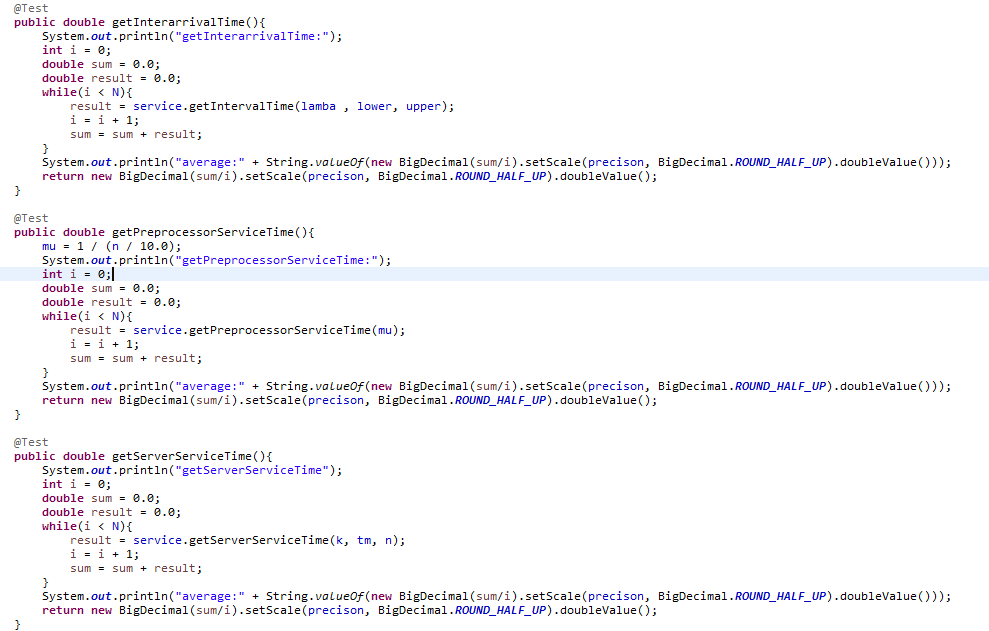 @Test
public double getInterarrivalTime(){
    System.out.println("getInterarrivalTime:");
    int i = 0;
    double sum = 0.0;
    double result = 0.0;
    while(i < N){
        result = service.getIntervalTime(lamba , lower, upper);
        i = i + 1;
        sum = sum + result;
    }
    System.out.println("average:" + String.valueOf(new BigDecimal(sum/i).setScale(precison, BigDecimal.ROUND_HALF_UP).doubleValue()));
    return new BigDecimal(sum/i).setScale(precison, BigDecimal.ROUND_HALF_UP).doubleValue();
}
@Test
public double getPreprocessorServiceTime(){
    mu = 1 / (n / 10.0);
    System.out.println("getPreprocessorServiceTime:");
    int i = 0;
    double sum = 0.0;
    double result = 0.0;
    while(i < N){
        result = service.getPreprocessorServiceTime(mu);
        i = i + 1;
        sum = sum + result;
    }
    System.out.println("average:" + String.valueOf(new BigDecimal(sum/i).setScale(precison, BigDecimal.ROUND_HALF_UP).doubleValue()));
    return new BigDecimal(sum/i).setScale(precison, BigDecimal.ROUND_HALF_UP).doubleValue();
}
@Test
public double getServerServiceTime(){
    System.out.println("getServerServiceTime");
    int i = 0;
    double sum = 0.0;
    double result = 0.0;
    while(i < N){
        result = service.getServerServiceTime(k, tm, n);
        i = i + 1;
        sum = sum + result;
    }
    System.out.println("average:" + String.valueOf(new BigDecimal(sum/i).setScale(precison, BigDecimal.ROUND_HALF_UP).doubleValue()));
    return new BigDecimal(sum/i).setScale(precison, BigDecimal.ROUND_HALF_UP).doubleValue();
}